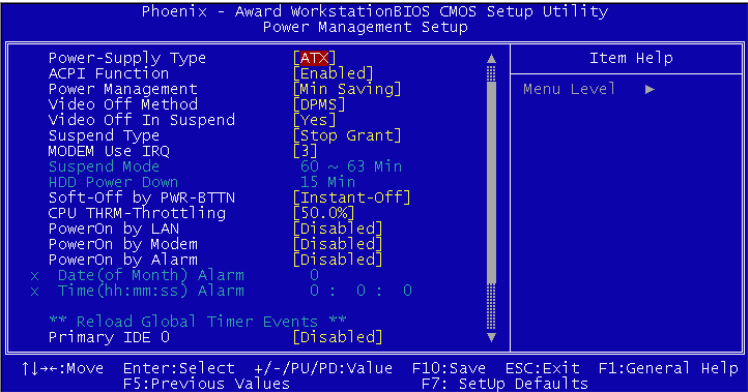 Phoenix - Award WorkstationBIOS CMOS Setup Utility
Power Management Setup
Power-Supply Type [ATX]
ACPI Function [Enabled]
Power Management [Min Saving]
Video Off Method [DPMS]
Video Off In Suspend [Yes]
Suspend Type [Stop Grant]
MODEM Use IRQ [3]
Suspend Mode 60 ~ 63 Min
HDD Power Down 15 Min
Soft-Off by PWR-BTTN [Instant-Off]
CPU THRM-Throttling [50.0%]
PowerOn by LAN [Disabled]
PowerOn by Modem [Disabled]
PowerOn by Alarm [Disabled]
x Date(of Month) Alarm 0
x Time(hh:mm:ss) Alarm 0 : 0 : 0
** Reload Global Timer Events **
Primary IDE 0 [Disabled]
Item Help
Menu Level ►
↑↓→←:Move Enter:Select +/-/PU/PD:Value F10:Save ESC:Exit F1:General Help
F5:Previous Values F7: SetUp Defaults